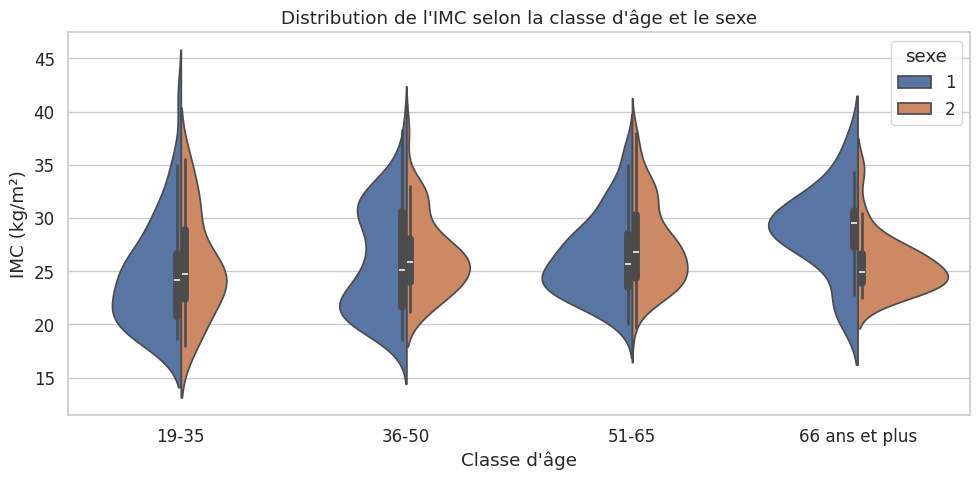 Distribution de l'IMC selon la classe d'âge et le sexe
IMC (kg/m²)
45
40
35
30
25
20
15
sexe
1
2
19-35
36-50
51-65
66 ans et plus
Classe d'âge